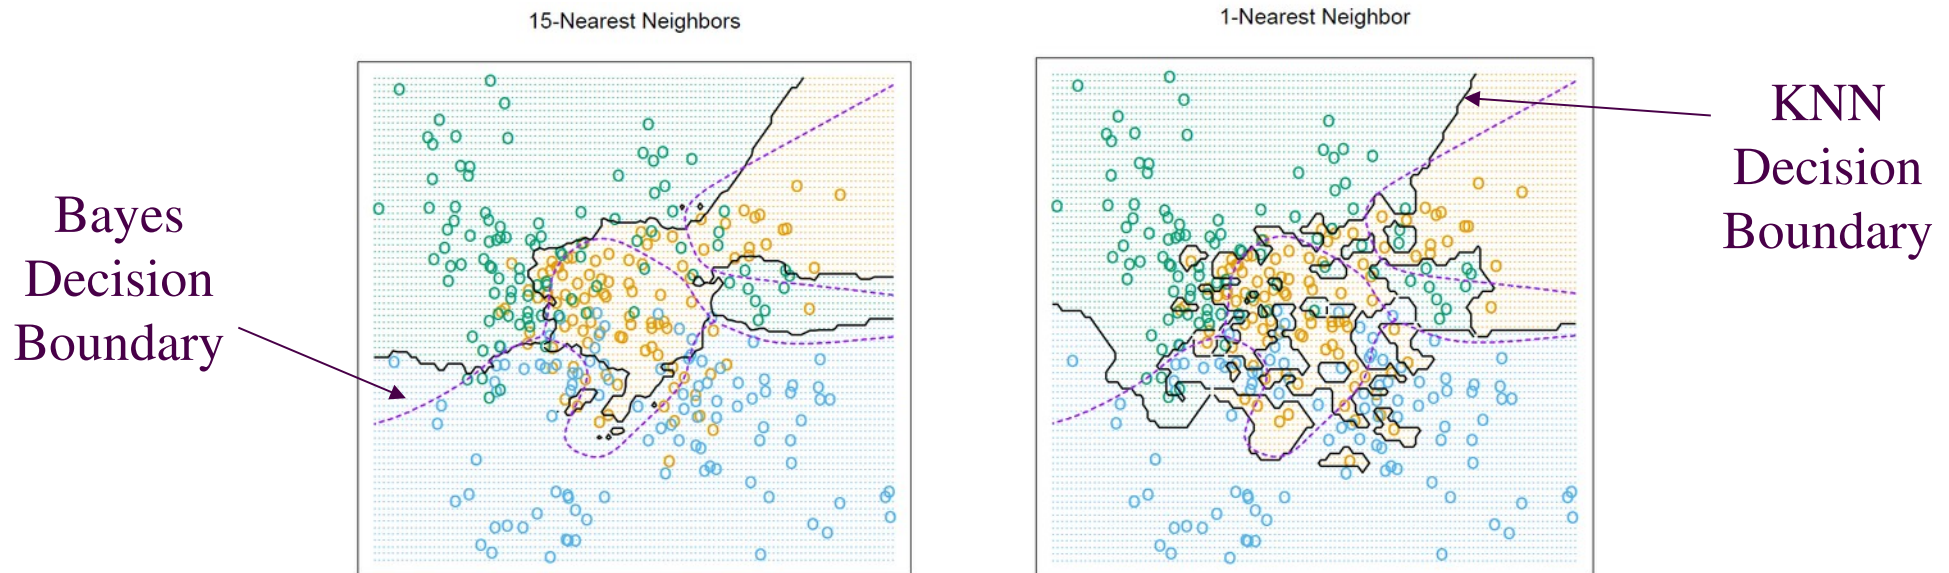 15-Nearest Neighbors
1-Nearest Neighbor
Bayes
Decision
Boundary
KNN
Decision
Boundary